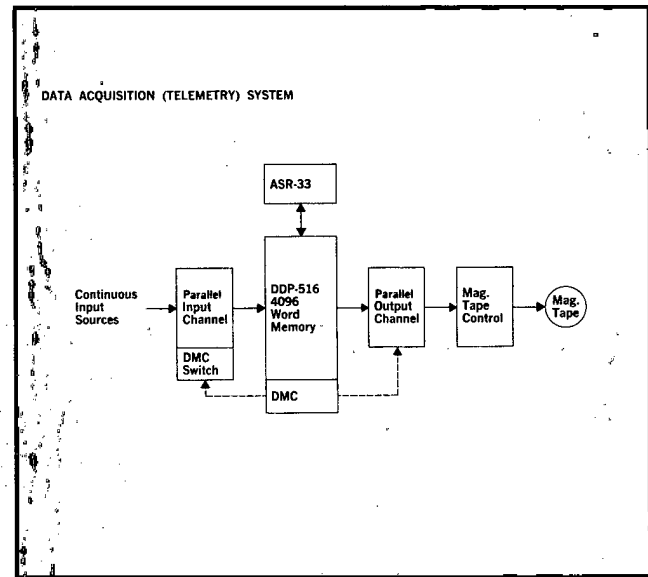 DATA ACQUISITION (TELEMETRY) SYSTEM
ASR-33
Continuous
Input
Sources
Parallel
Input
Channel
DMC
Switch
DDP-516
4096
Word
Memory
DMC
Parallel
Output
Channel
Mag.
Tape
Control
Mag.
Tape